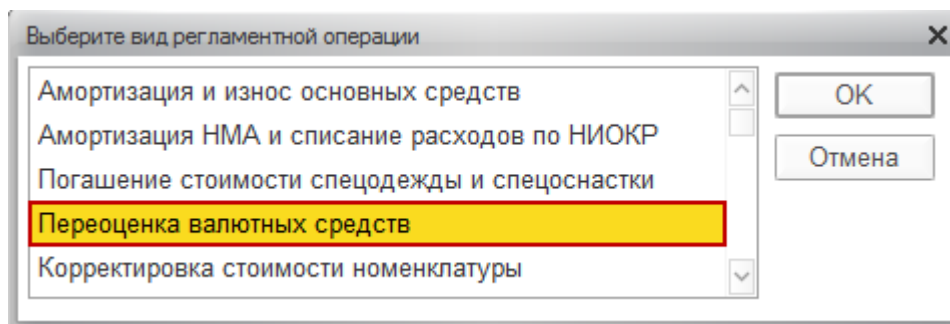 Выберите вид регламентной операции
Амортизация и износ основных средств
Амортизация НМА и списание расходов по НИОКР
Погашение стоимости спецодежды и спецоснастки
Переоценка валютных средств
Корректировка стоимости номенклатуры
OK
Отмена